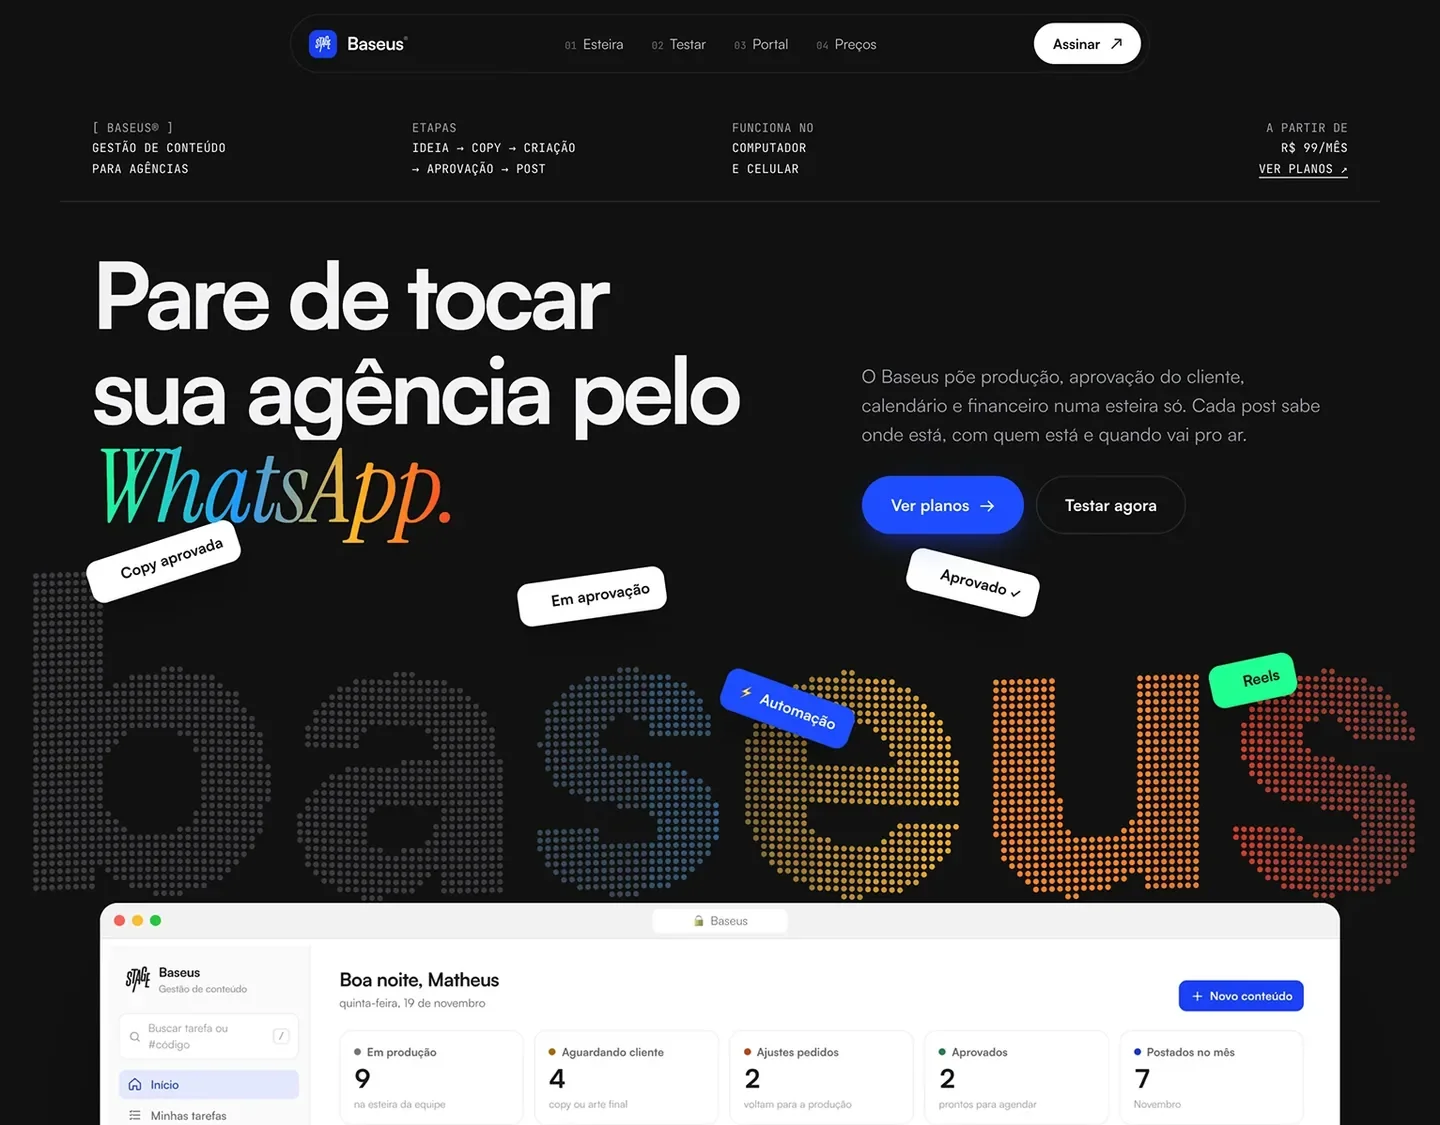 STAGE
Baseus®
01 Esteira
02 Testar
03 Portal
04 Preços
Assinar ↗
[ BASEUS® ]
GESTÃO DE CONTEÚDO
PARA AGÊNCIAS
ETAPAS
IDEIA → COPY → CRIAÇÃO
→ APROVAÇÃO → POST
FUNCIONA NO
COMPUTADOR
E CELULAR
A PARTIR DE
R$ 99/MÊS
VER PLANOS ↗
Pare de tocar
sua agência pelo
WhatsApp.
O Baseus põe produção, aprovação do cliente,
calendário e financeiro numa esteira só. Cada post sabe
onde está, com quem está e quando vai pro ar.
Ver planos →
Testar agora
Copy aprovada
Em aprovação
Aprovado ✓
⚡ Automação
Reels
baseus
🔒 Baseus
STAGE
Baseus
Gestão de conteúdo
Buscar tarefa ou
#código
/
Início
Minhas tarefas
Boa noite, Matheus
quinta-feira, 19 de novembro
+ Novo conteúdo
Em produção
9
na esteira da equipe
Aguardando cliente
4
copy ou arte final
Ajustes pedidos
2
voltam para a produção
Aprovados
2
prontos para agendar
Postados no mês
7
Novembro